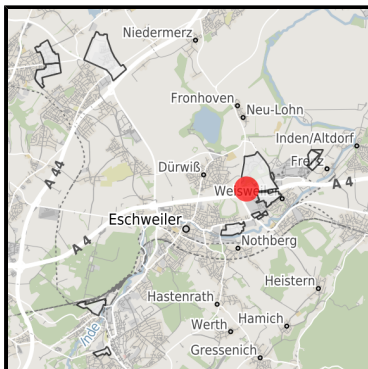 Niedermerz
Fronhoven
Neu-Lohn
Inden/Altdorf
A 44
Dürwiß
Frenz
Weisweiler
A 4
Eschweiler
A 4
Nothberg
Inde
Heistern
Hastenrath
Hamich
Werth
Gressenich